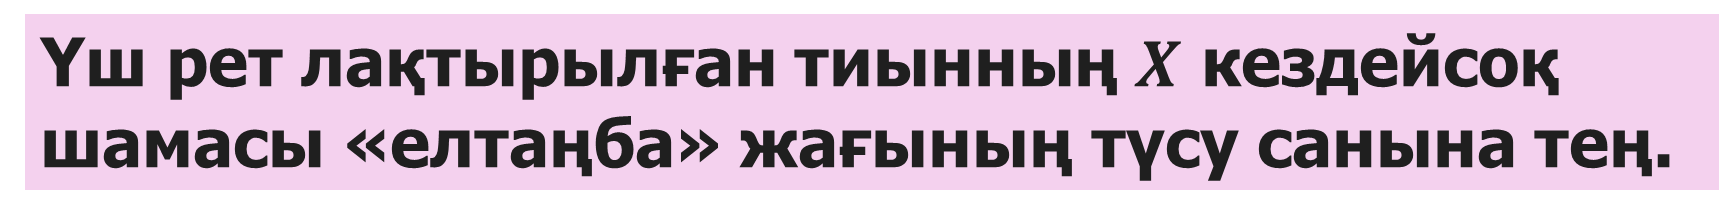 Үш рет лақтырылған тиынның X кездейсоқ
шамасы «елтаңба» жағының түсу санына тең.